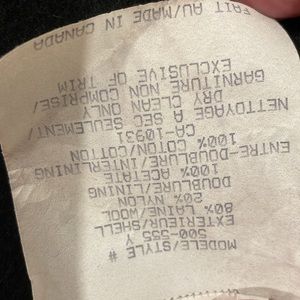 MODELE/STYLE #
500-555 Y
EXTERIEUR/SHELL
80% LAINE/WOOL
20% NYLON
DOUBLURE/LINING
100% ACETATE
ENTRE-DOUBLURE/INTERLINING
100% COTON/COTTON
CA-10931
NETTOYAGE A SEC SEULEMENT/
DRY CLEAN ONLY
GARNITURE NON COMPRISE/
EXCLUSIVE OF TRIM
FAIT AU/MADE IN CANADA